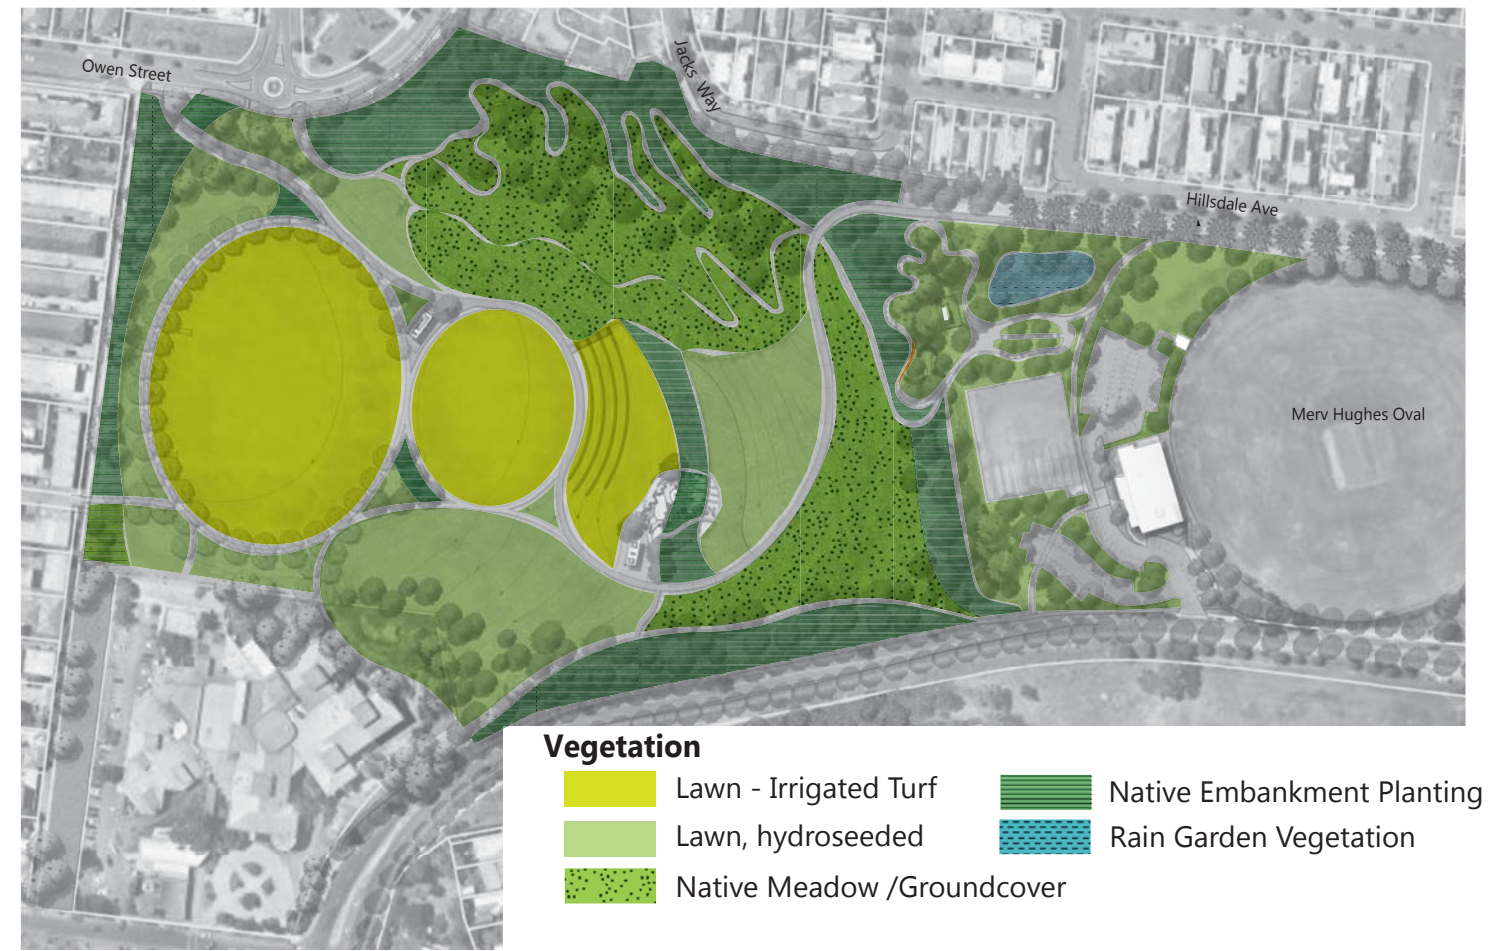 Owen Street
Jacks Way
Hillsdale Ave
Merv Hughes Oval
Vegetation
Lawn - Irrigated Turf
Lawn, hydroseeded
Native Meadow /Groundcover
Native Embankment Planting
Rain Garden Vegetation